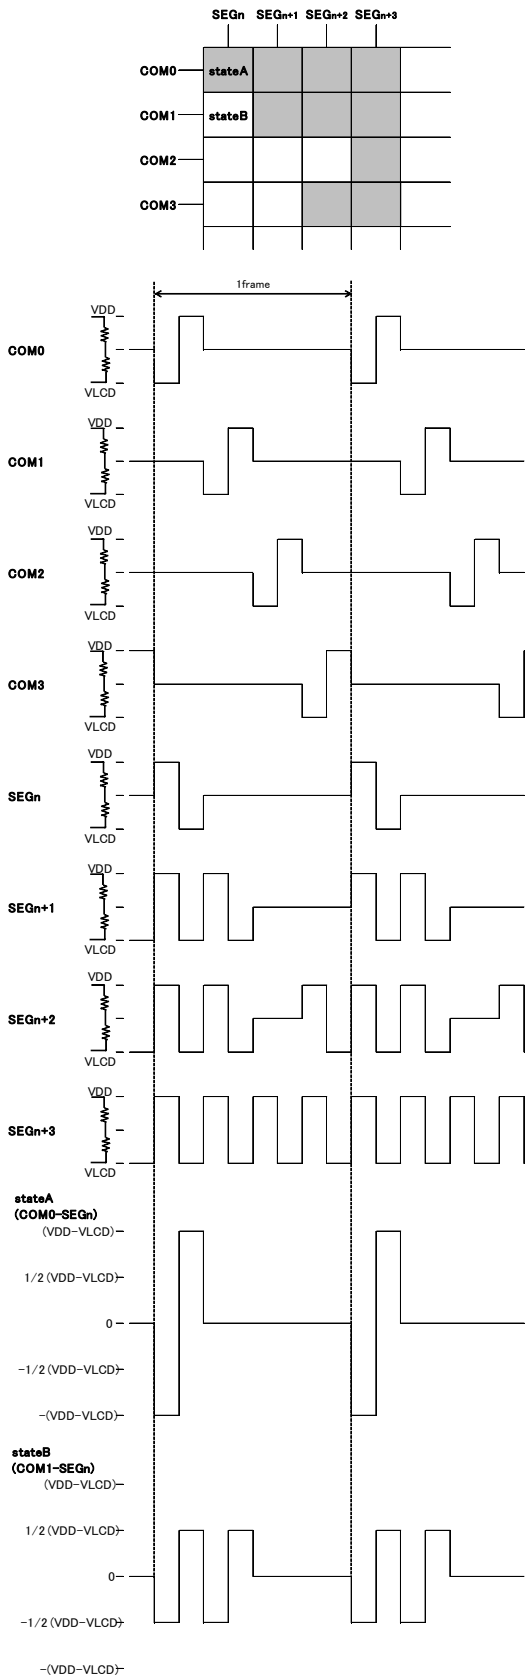 SEGn SEGn+1 SEGn+2 SEGn+3
COM0 stateA
COM1 stateB
COM2
COM3
1frame
VDD
COM0
VLCD
VDD
COM1
VLCD
VDD
COM2
VLCD
VDD
COM3
VLCD
VDD
SEGn
VLCD
VDD
SEGn+1
VLCD
VDD
SEGn+2
VLCD
VDD
SEGn+3
VLCD
stateA
(COM0-SEGn)
(VDD-VLCD)
1/2(VDD-VLCD)
0
-1/2(VDD-VLCD)
-(VDD-VLCD)
stateB
(COM1-SEGn)
(VDD-VLCD)
1/2(VDD-VLCD)
0
-1/2(VDD-VLCD)
-(VDD-VLCD)